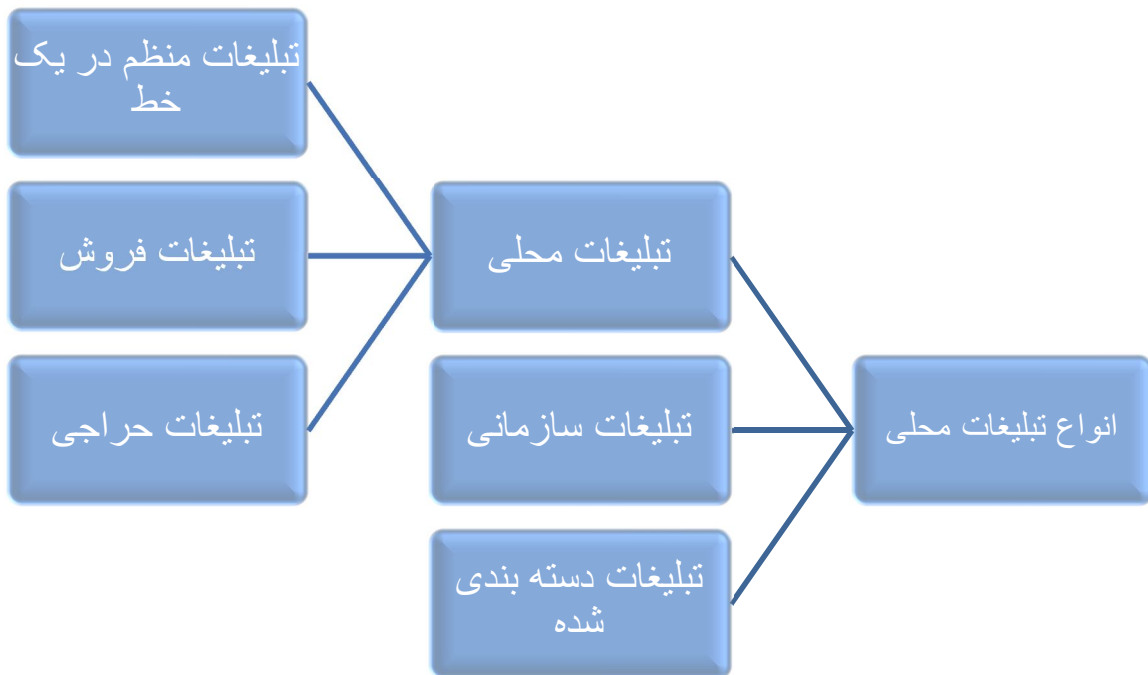 انواع تبلیغات محلی
تبلیغات محلی
تبلیغات سازمانی
تبلیغات دسته بندی
شده
تبلیغات منظم در یک
خط
تبلیغات فروش
تبلیغات حراجی